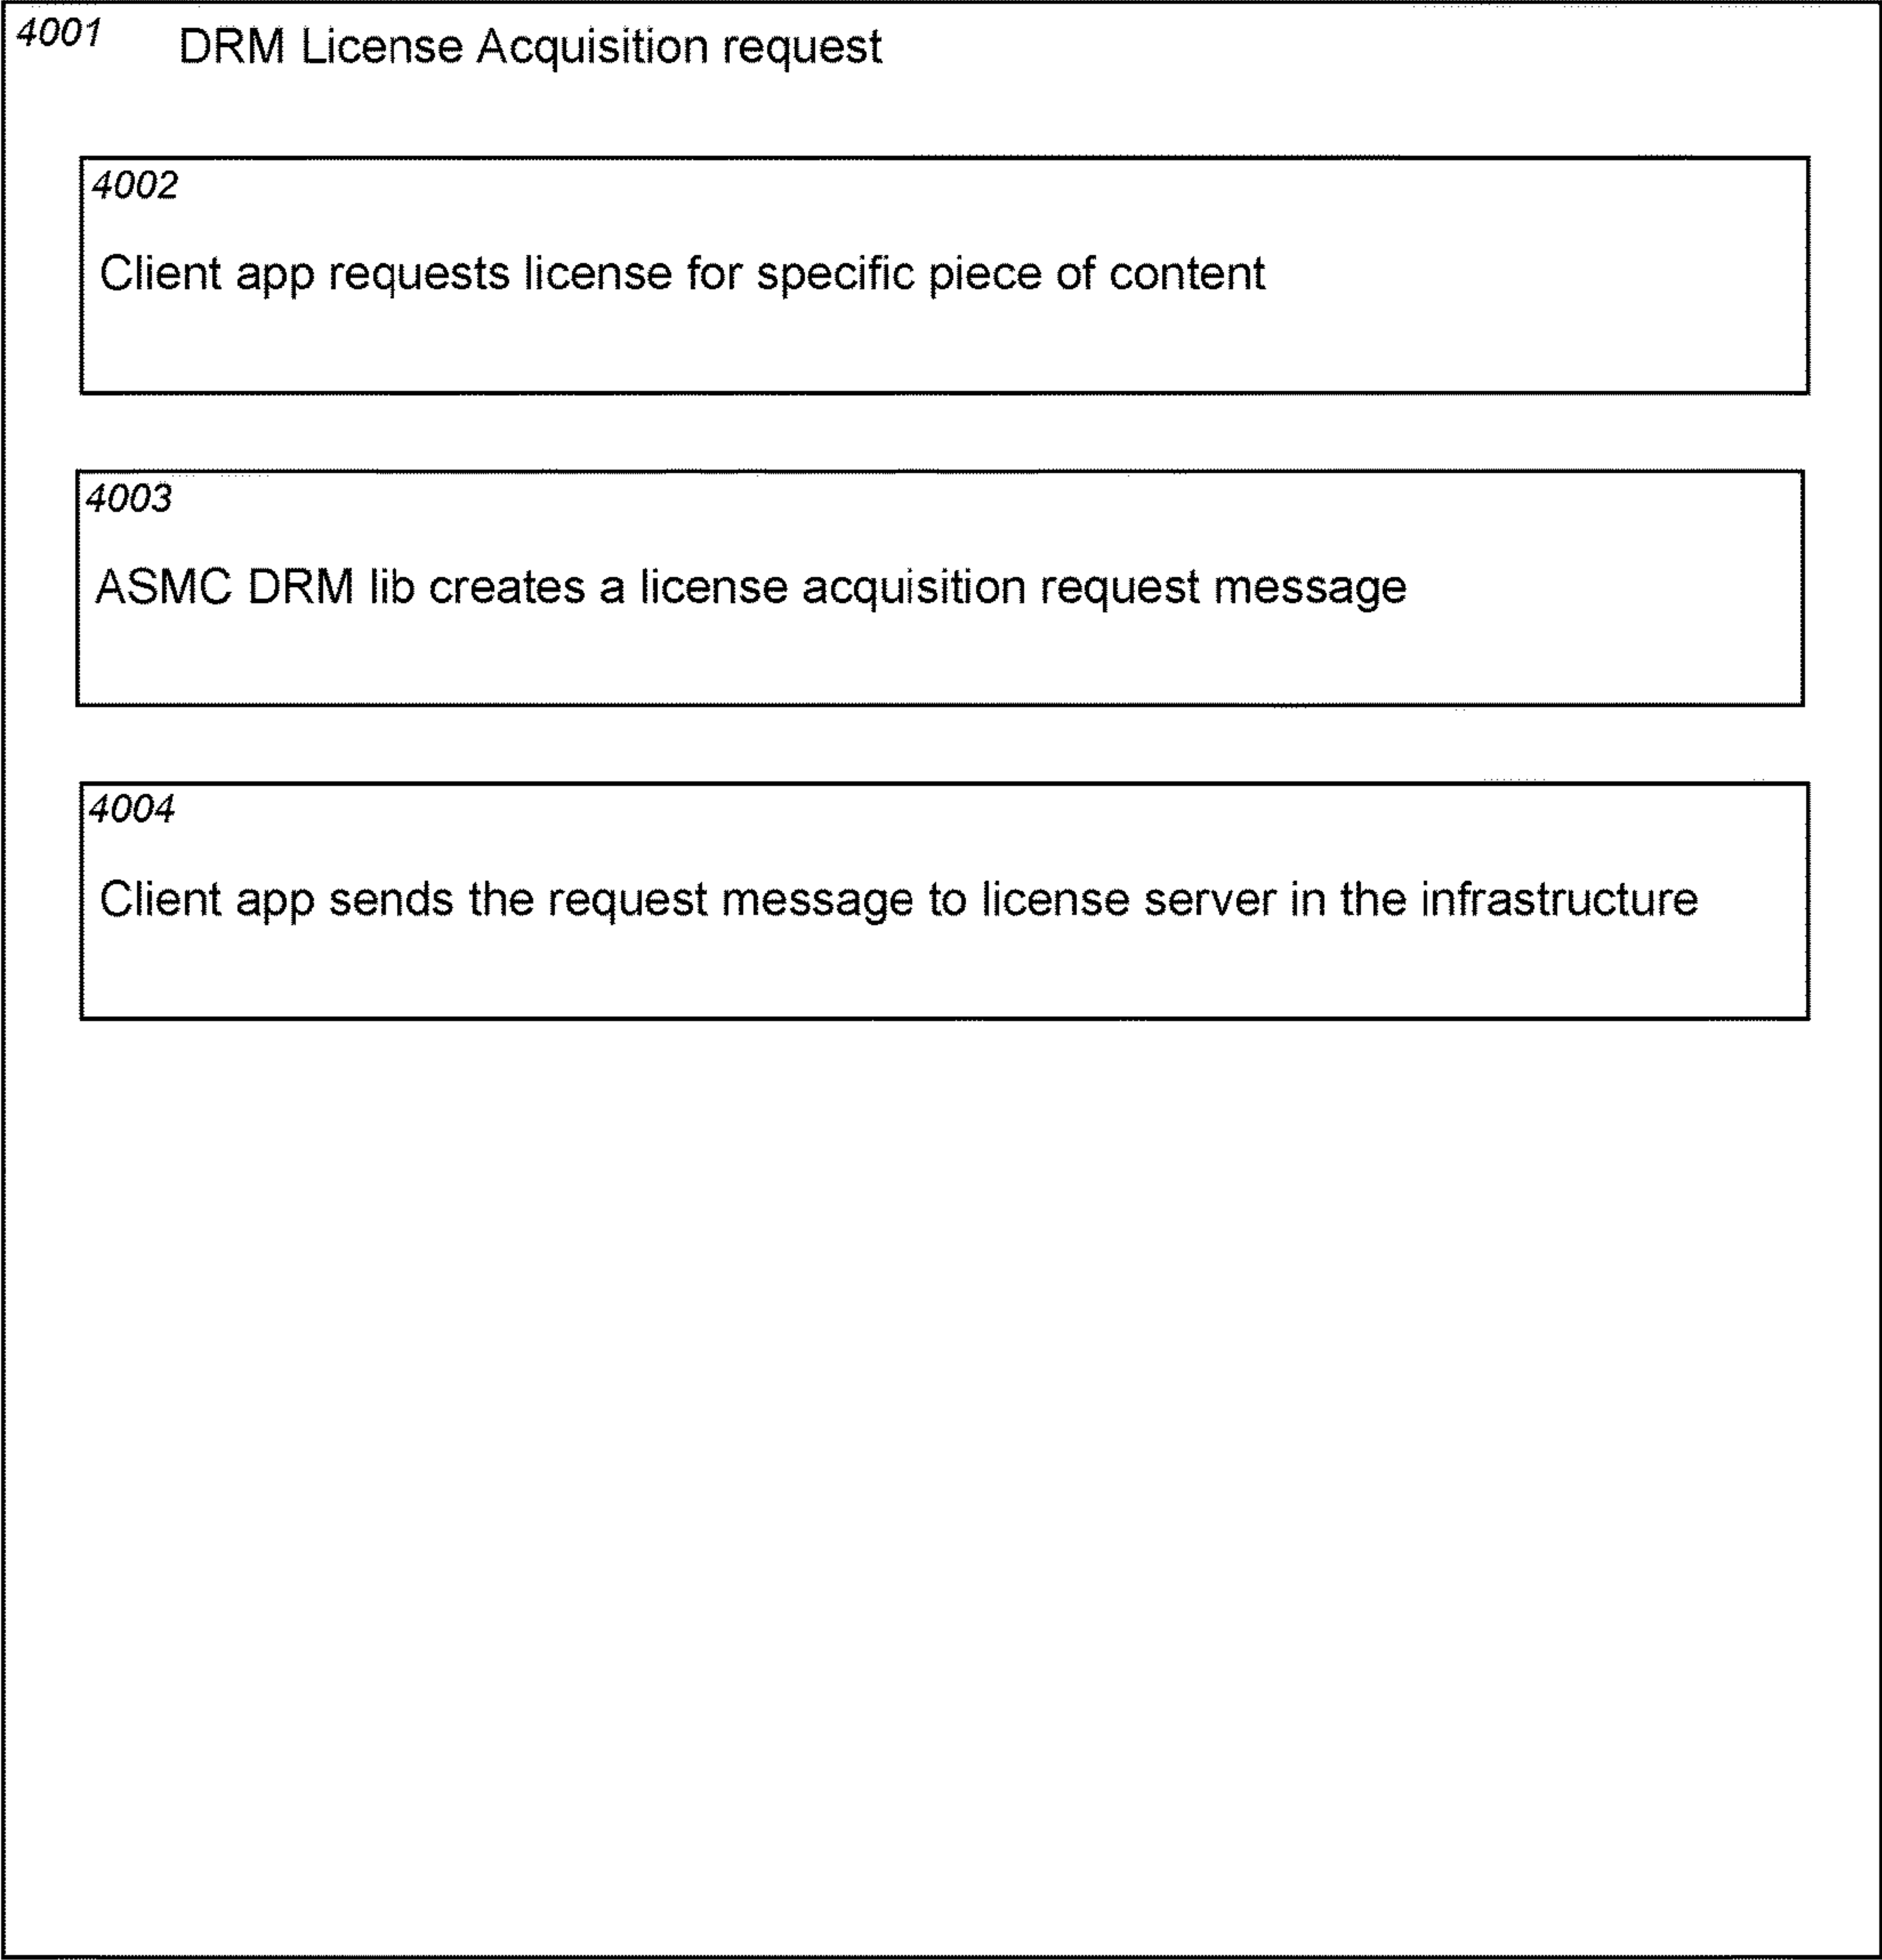 4001 DRM License Acquisition request
4002
Client app requests license for specific piece of content
4003
ASMC DRM lib creates a license acquisition request message
4004
Client app sends the request message to license server in the infrastructure